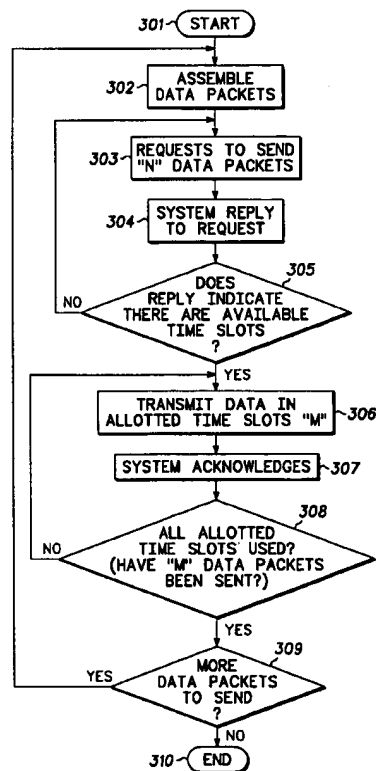 301 START
302 ASSEMBLE
DATA PACKETS
303 REQUESTS TO SEND
"N" DATA PACKETS
304 SYSTEM REPLY
TO REQUEST
305
DOES
REPLY INDICATE
THERE ARE AVAILABLE
TIME SLOTS
?
NO
YES
TRANSMIT DATA IN
ALLOTTED TIME SLOTS "M" 306
SYSTEM ACKNOWLEDGES 307
308
ALL ALLOTTED
TIME SLOTS USED?
(HAVE "M" DATA PACKETS
BEEN SENT?)
NO
YES
309
MORE
DATA PACKETS
TO SEND
?
YES
NO
310 END